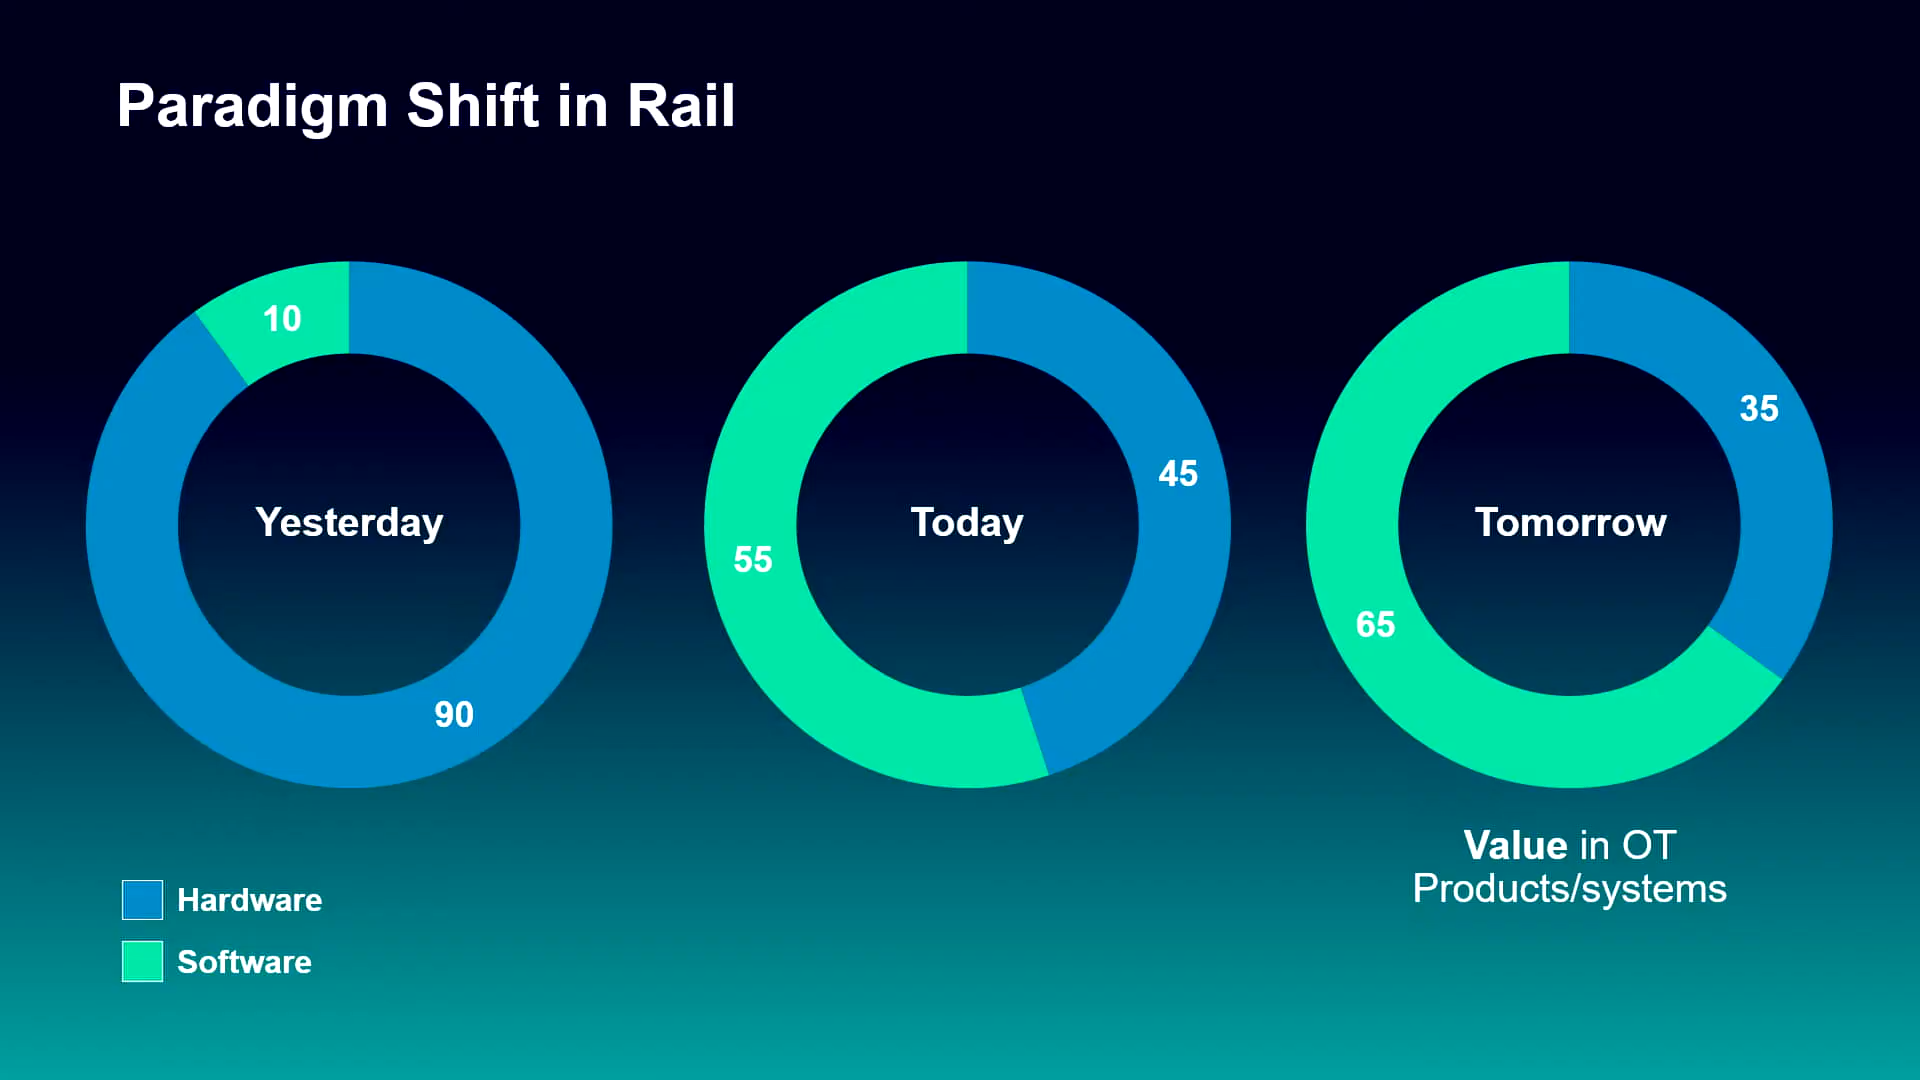 Paradigm Shift in Rail
10
Yesterday
90
45
Today
55
35
Tomorrow
65
Value in OT
Products/systems
Hardware
Software